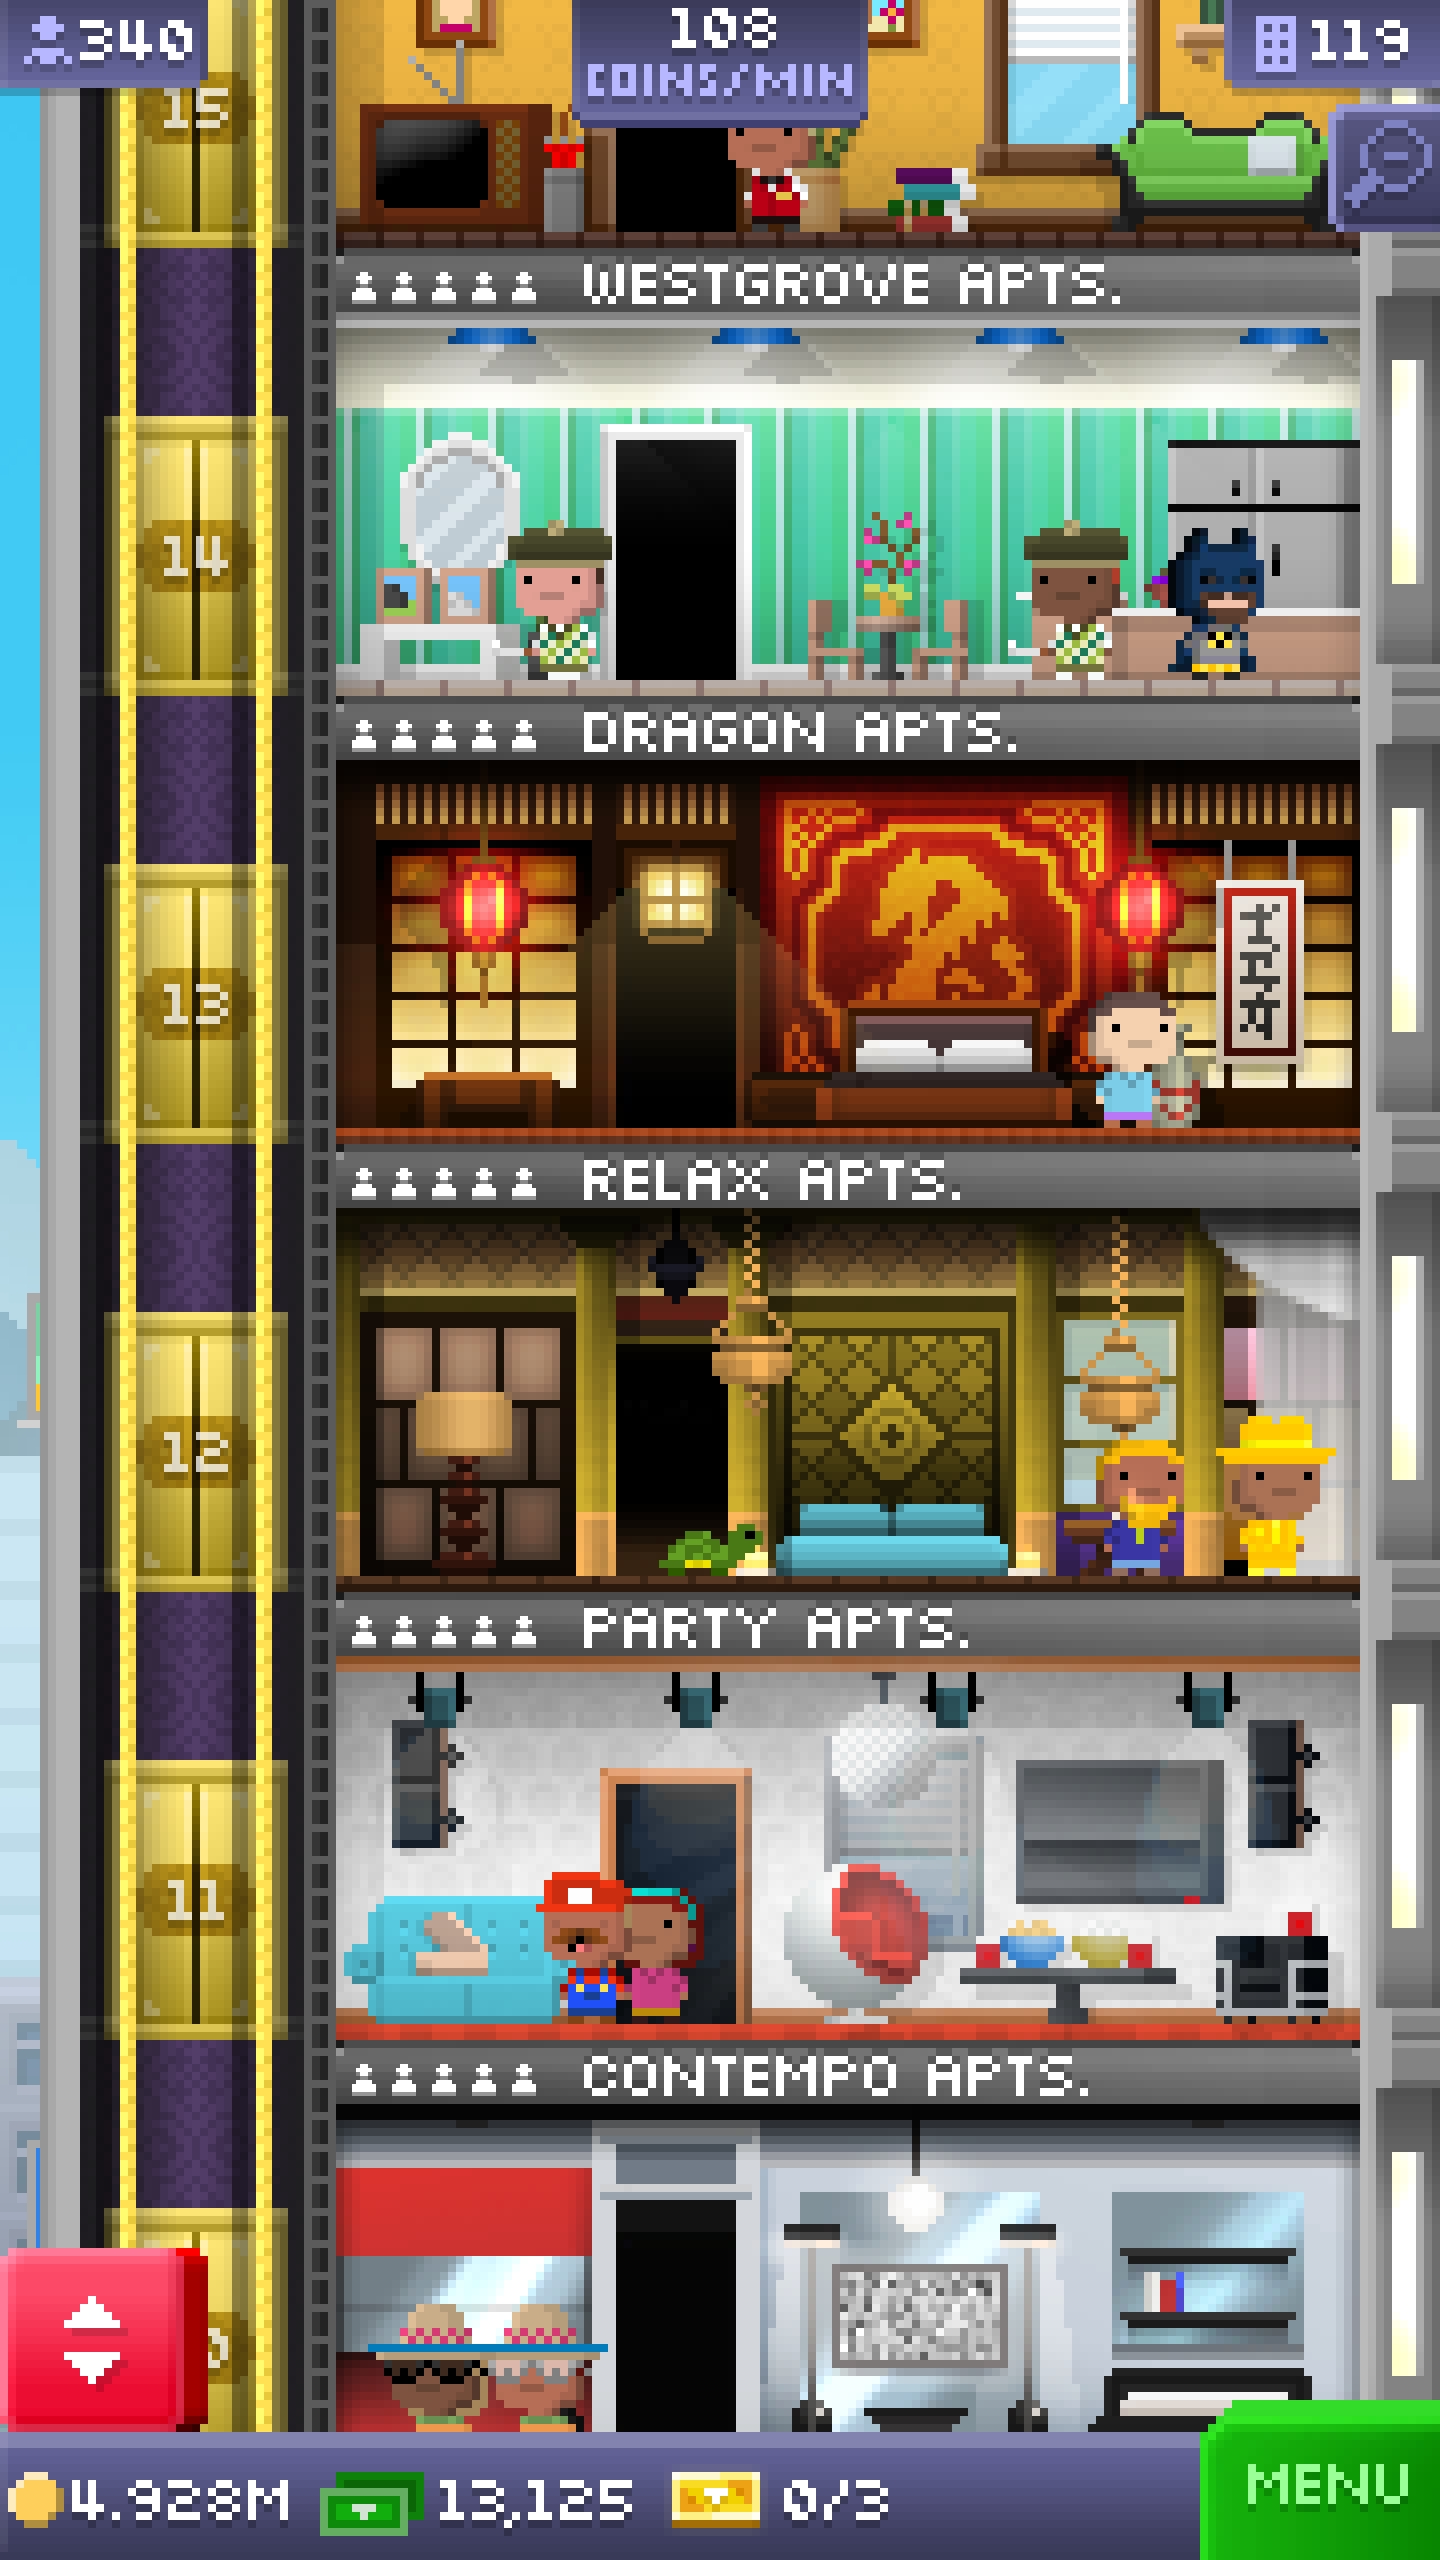 340
108
COINS/MIN
119
15
WESTGROVE APTS.
14
DRAGON APTS.
13
RELAX APTS.
12
PARTY APTS.
11
CONTEMPO APTS.
4.928M
13,125
0/3
MENU